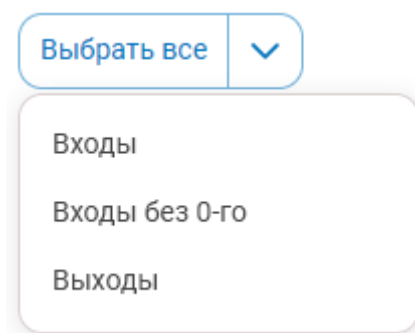 Выбрать все
Входы
Входы без 0-го
Выходы